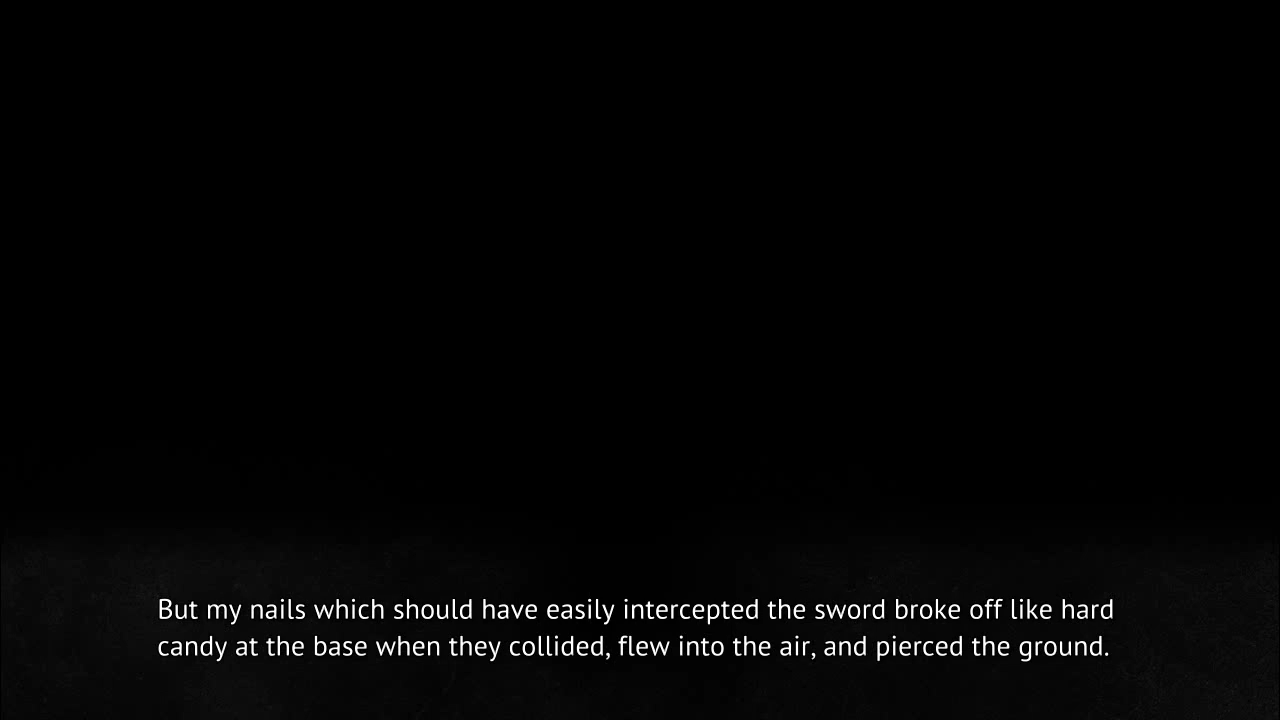 But my nails which should have easily intercepted the sword broke off like hard
candy at the base when they collided, flew into the air, and pierced the ground.